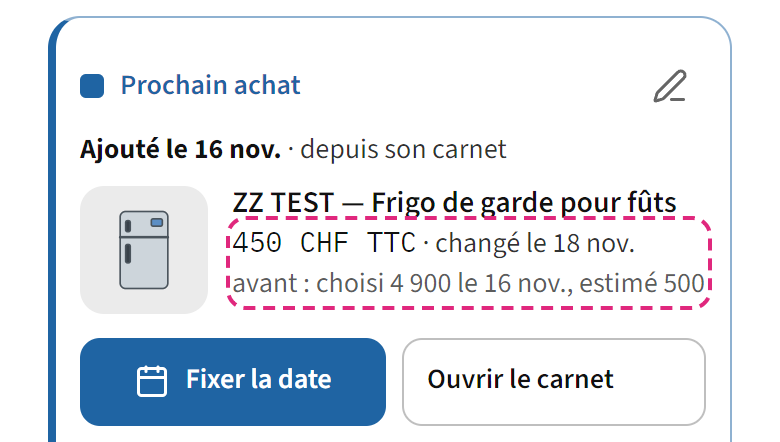 Prochain achat
Ajouté le 16 nov. · depuis son carnet
ZZ TEST — Frigo de garde pour fûts
450 CHF TTC · changé le 18 nov.
avant : choisi 4 900 le 16 nov., estimé 500
Fixer la date
Ouvrir le carnet